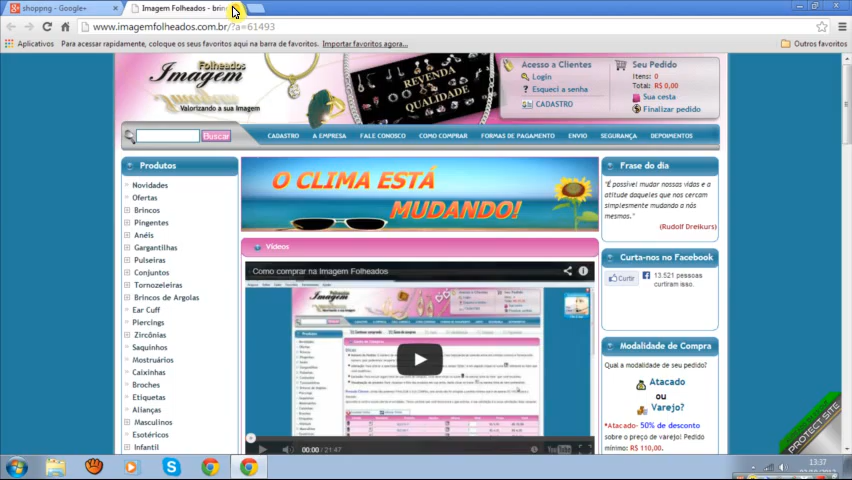 shoppng - Google+
Imagem Folheados - brin
www.imagemfolheados.com.br/?a=61493
Aplicativos
Para acessar rapidamente, coloque os seus favoritos aqui na barra de favoritos.
Importar favoritos agora...
Outros favoritos
Folheados
Imagem
Valorizando a sua Imagem
REVENDA
QUALIDADE
Acesso a Clientes
Login
Esqueci a senha
CADASTRO
Seu Pedido
Itens: 0
Total: R$ 0,00
Sua cesta
Finalizar pedido
Buscar
CADASTRO
A EMPRESA
FALE CONOSCO
COMO COMPRAR
FORMAS DE PAGAMENTO
ENVIO
SEGURANÇA
DEPOIMENTOS
Produtos
Novidades
Ofertas
Brincos
Pingentes
Anéis
Gargantilhas
Pulseiras
Conjuntos
Tornozeleiras
Brincos de Argolas
Ear Cuff
Piercings
Zircônias
Saquinhos
Mostruários
Caixinhas
Broches
Etiquetas
Alianças
Masculinos
Esotéricos
Infantil
O CLIMA ESTÁ
MUDANDO!
Vídeos
Como comprar na Imagem Folheados
00:00 / 21:47
YouTube
Frase do dia
"É possível mudar nossas vidas e a
atitude daqueles que nos cercam
simplesmente mudando a nós
mesmos."
(Rudolf Dreikurs)
Curta-nos no Facebook
Curtir
13.521 pessoas
curtiram isso.
Modalidade de Compra
Qual a modalidade de seu pedido?
Atacado
ou
Varejo?
*Atacado- 50% de desconto
sobre o preço de varejo! Pedido
mínimo: R$ 110,00.
PROTECT SITE
13:37